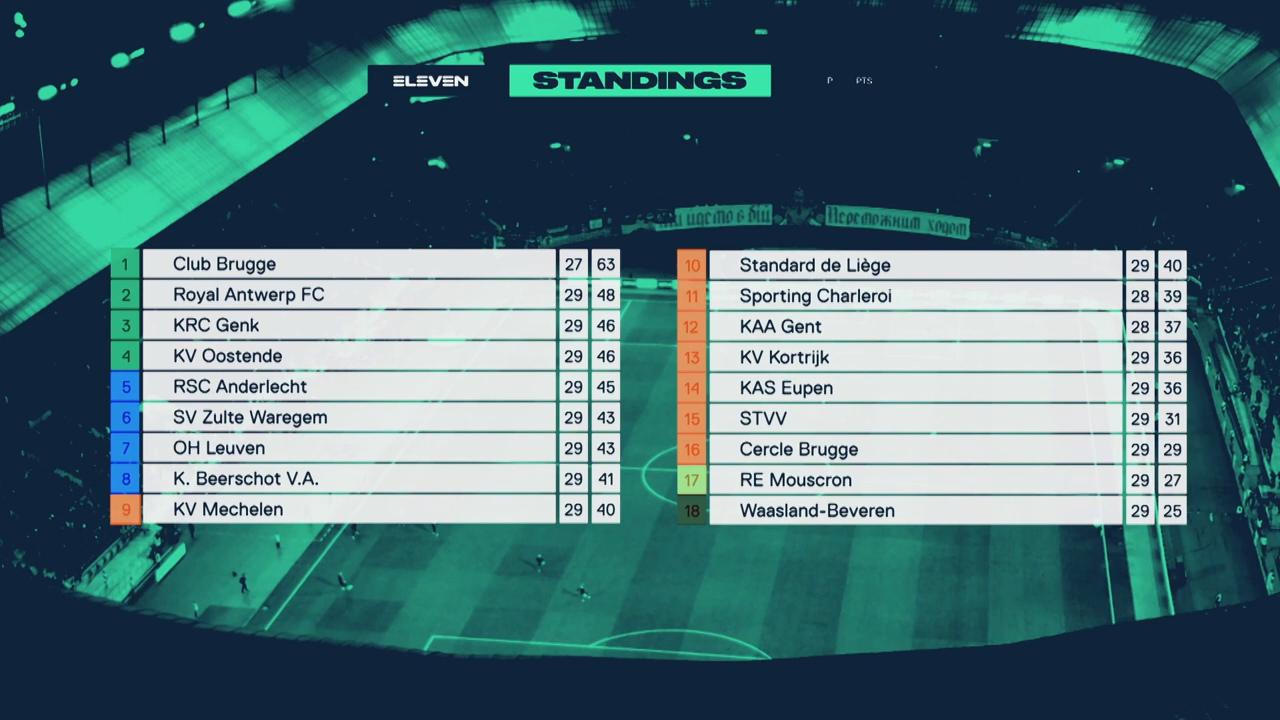 ELEVEN STANDINGS P PTS
1 Club Brugge 27 63
2 Royal Antwerp FC 29 48
3 KRC Genk 29 46
4 KV Oostende 29 46
5 RSC Anderlecht 29 45
6 SV Zulte Waregem 29 43
7 OH Leuven 29 43
8 K. Beerschot V.A. 29 41
9 KV Mechelen 29 40
10 Standard de Liège 29 40
11 Sporting Charleroi 28 39
12 KAA Gent 28 37
13 KV Kortrijk 29 36
14 KAS Eupen 29 36
15 STVV 29 31
16 Cercle Brugge 29 29
17 RE Mouscron 29 27
18 Waasland-Beveren 29 25
ідемо в бій Переможним ходом